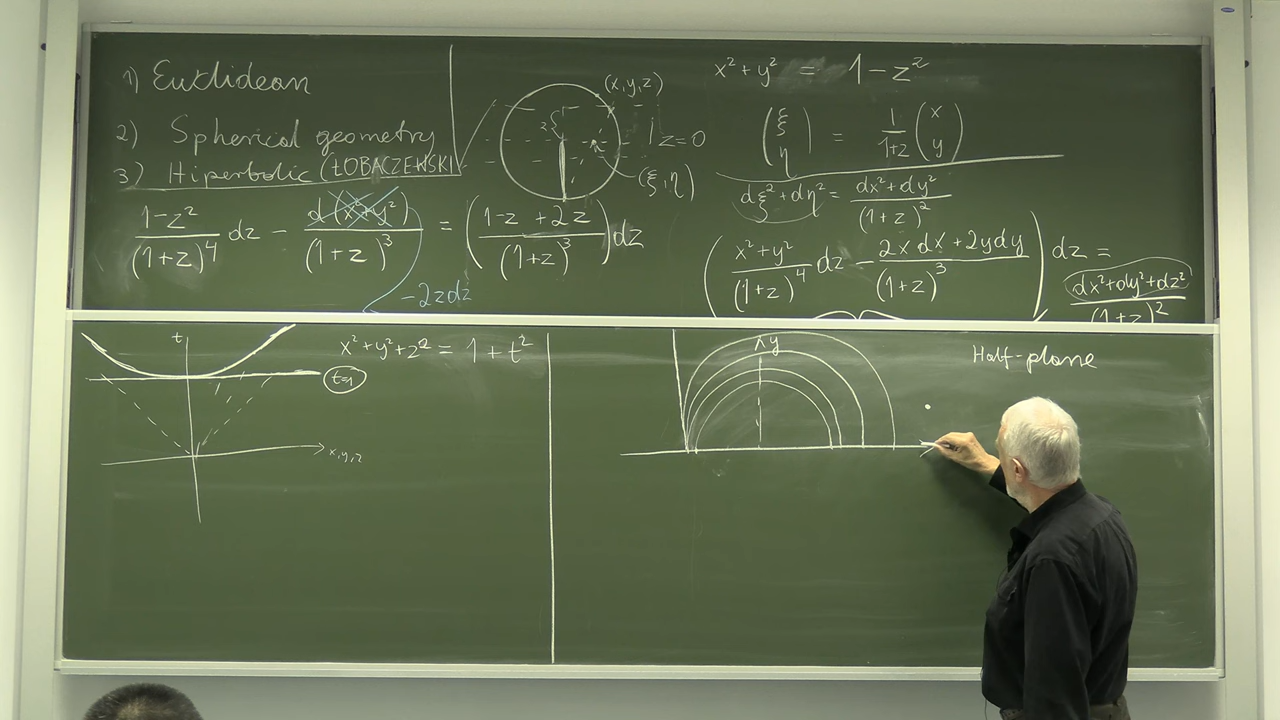 1) Euclidean
2) Spherical geometry
3) Hiperbolic (ŁOBACZEWSKI
(x,y,z)
z=0
(ξ,η)
x² + y² = 1 - z²
(ξ η) = 1/(1+z) (x y)
dξ² + dη² = (dx² + dy²)/(1+z)²
(1-z²)/(1+z)⁴ dz - d(x²+y²)/(1+z)³ = ((1-z+2z)/(1+z)³) dz
-2zdz
((x²+y²)/(1+z)⁴ dz - (2xdx+2ydy)/(1+z)³) dz =
(dx²+dy²+dz²)/(1+z)²
t
x²+y²+z² = 1+t²
t=1
x,y,z
Half-plane